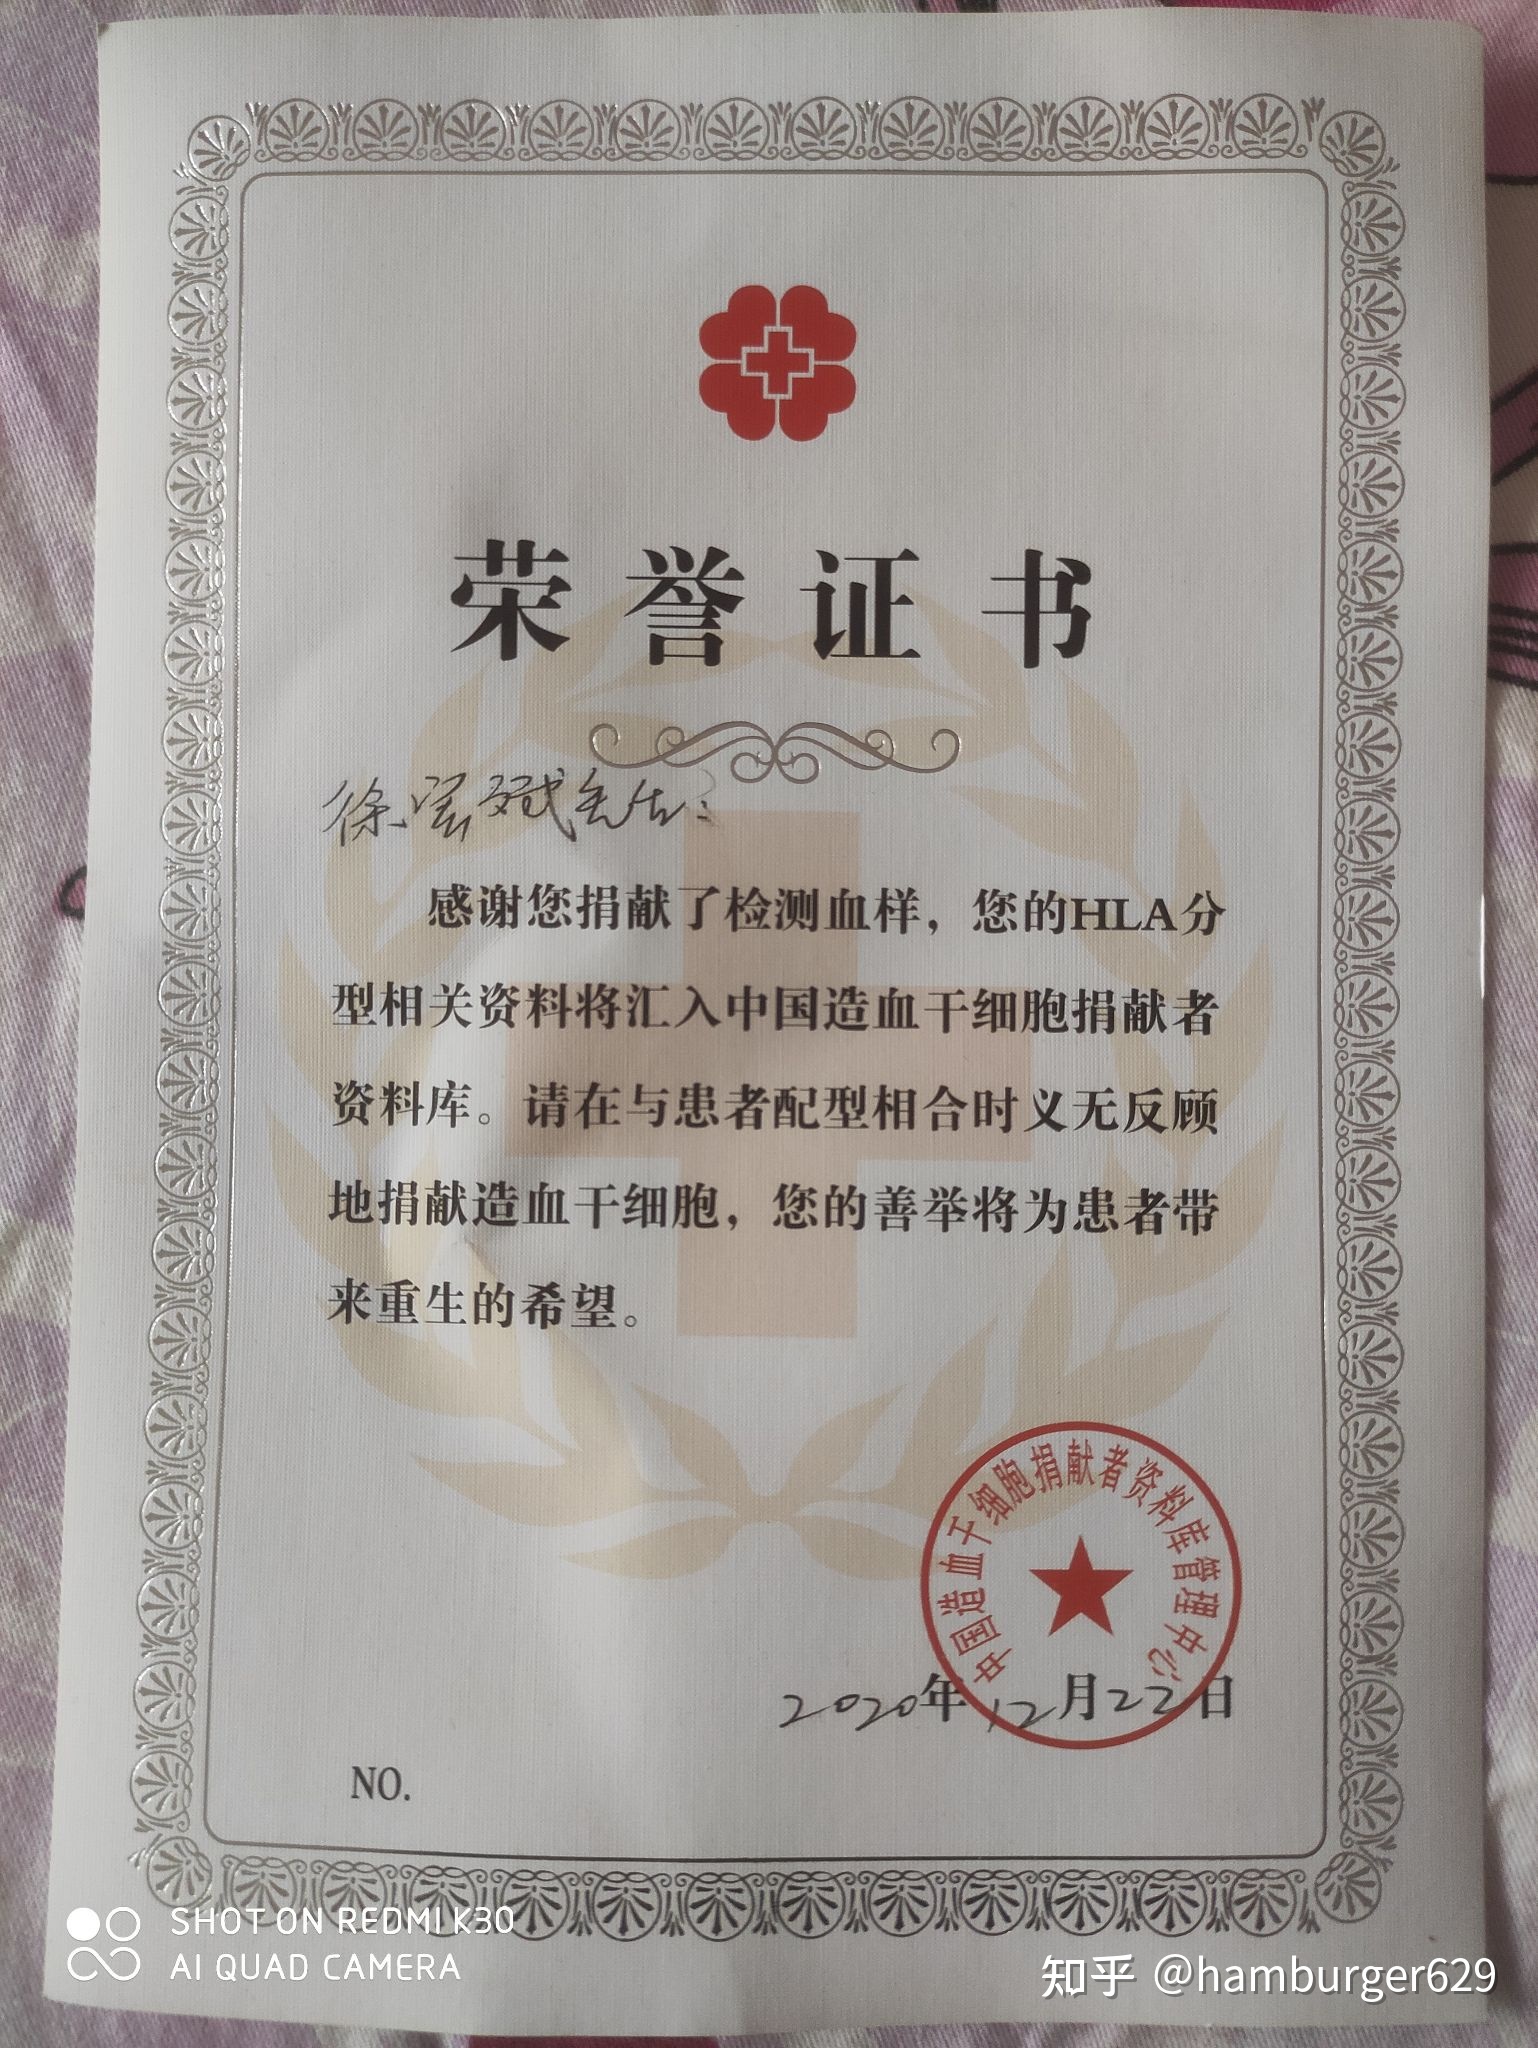 荣誉证书
徐宏斌先生:
感谢您捐献了检测血样，您的HLA分
型相关资料将汇入中国造血干细胞捐献者
资料库。请在与患者配型相合时义无反顾
地捐献造血干细胞，您的善举将为患者带
来重生的希望。
中国造血干细胞捐献者资料库管理中心
2020年12月22日
NO.
SHOT ON REDMI K30
AI QUAD CAMERA
知乎 @hamburger629